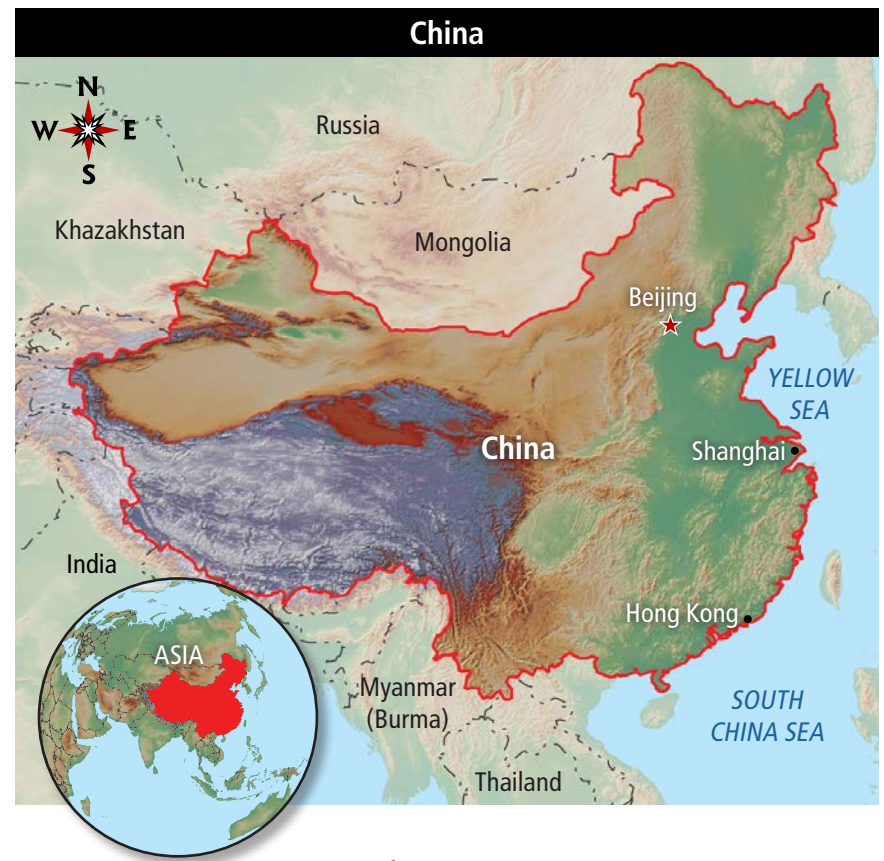 China
N
W E
S
Russia
Khazakhstan
Mongolia
Beijing
YELLOW
SEA
China
Shanghai
India
Hong Kong
ASIA
Myanmar
(Burma)
SOUTH
CHINA SEA
Thailand